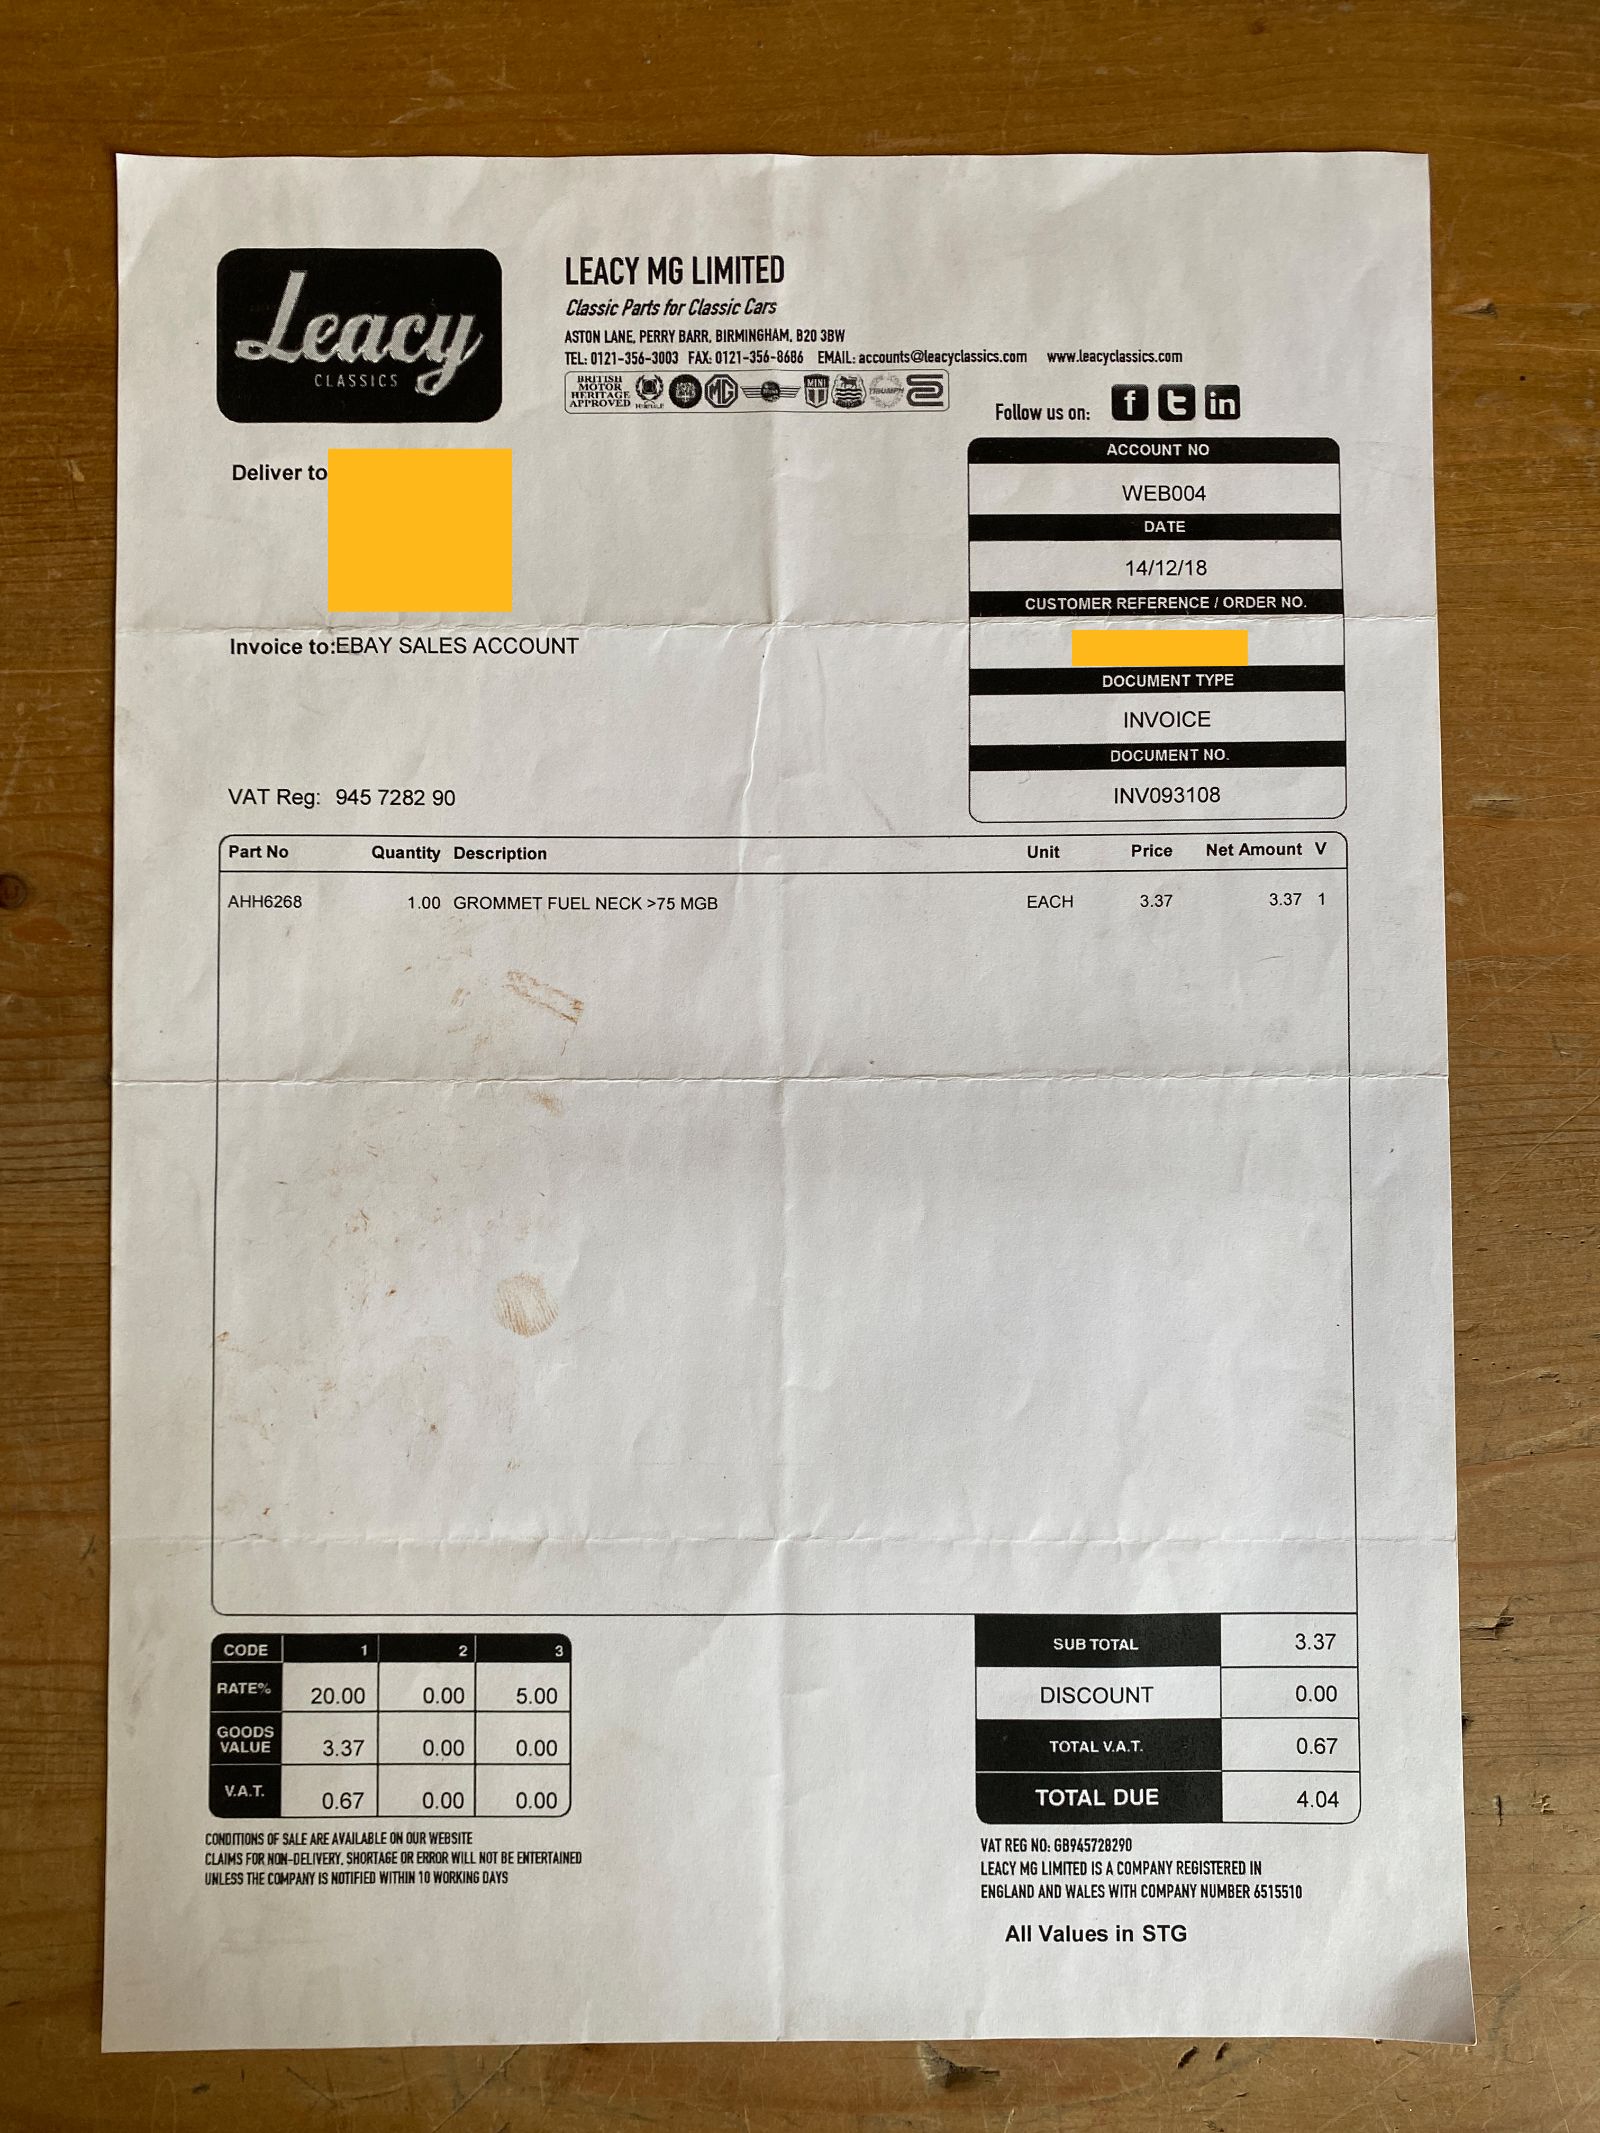 Leacy
CLASSICS
LEACY MG LIMITED
Classic Parts for Classic Cars
ASTON LANE, PERRY BARR, BIRMINGHAM, B20 3BW
TEL: 0121-356-3003 FAX: 0121-356-8686 EMAIL: accounts@leacyclassics.com www.leacyclassics.com
BRITISH
MOTOR
HERITAGE
APPROVED
MG
MINI
TRIUMPH
Follow us on: f t in
Deliver to
Invoice to:EBAY SALES ACCOUNT
VAT Reg: 945 7282 90
ACCOUNT NO
WEB004
DATE
14/12/18
CUSTOMER REFERENCE / ORDER NO.
DOCUMENT TYPE
INVOICE
DOCUMENT NO.
INV093108
Part No Quantity Description Unit Price Net Amount V
AHH6268 1.00 GROMMET FUEL NECK >75 MGB EACH 3.37 3.37 1
CODE 1 2 3
RATE% 20.00 0.00 5.00
GOODS
VALUE 3.37 0.00 0.00
V.A.T. 0.67 0.00 0.00
CONDITIONS OF SALE ARE AVAILABLE ON OUR WEBSITE
CLAIMS FOR NON-DELIVERY, SHORTAGE OR ERROR WILL NOT BE ENTERTAINED
UNLESS THE COMPANY IS NOTIFIED WITHIN 10 WORKING DAYS
SUB TOTAL 3.37
DISCOUNT 0.00
TOTAL V.A.T. 0.67
TOTAL DUE 4.04
VAT REG NO: GB945728290
LEACY MG LIMITED IS A COMPANY REGISTERED IN
ENGLAND AND WALES WITH COMPANY NUMBER 6515510
All Values in STG